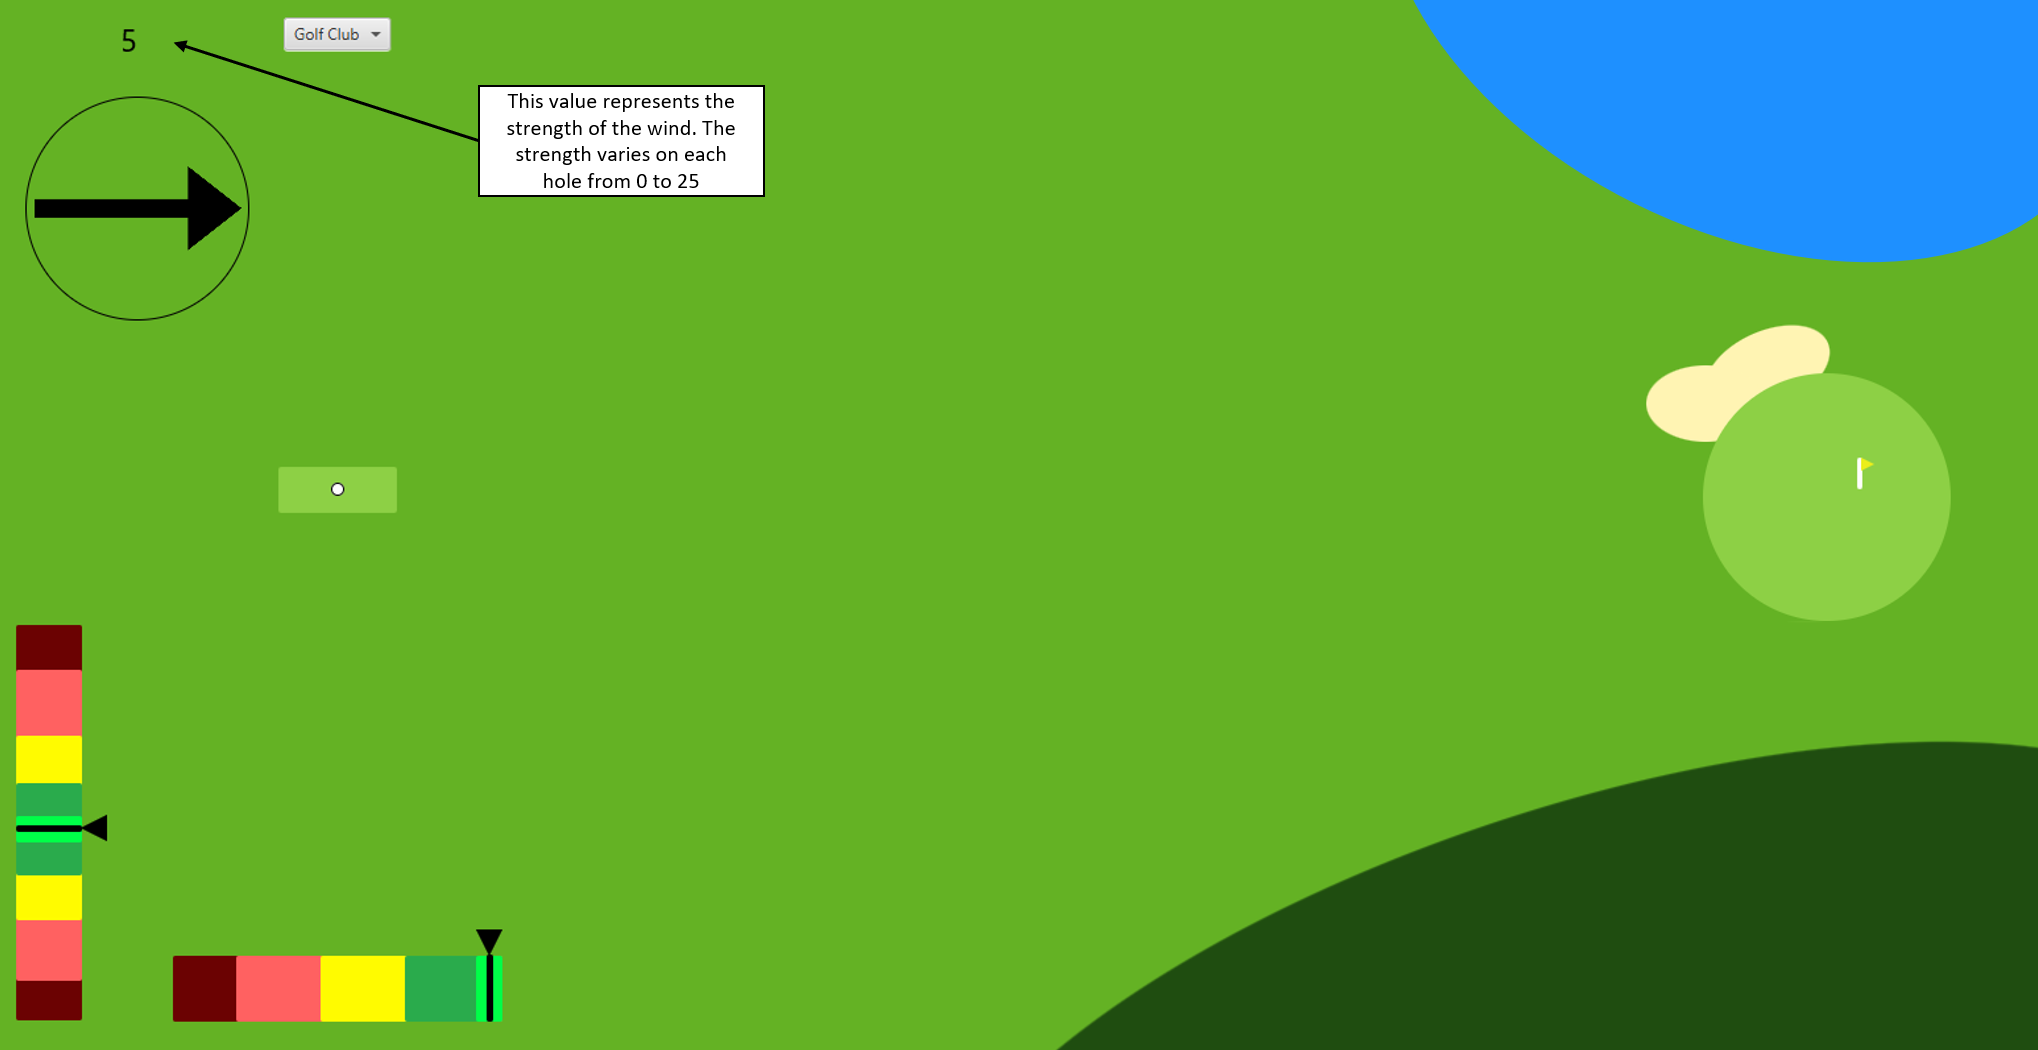 5
Golf Club
This value represents the
strength of the wind. The
strength varies on each
hole from 0 to 25